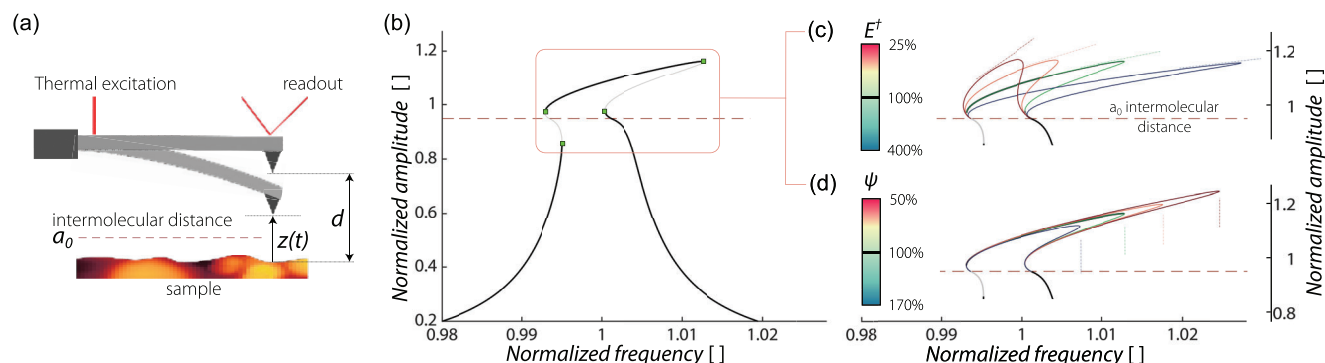 (a)
Thermal excitation
readout
intermolecular distance
a0
z(t)
d
sample
(b)
Normalized amplitude [ ]
1.2
1
0.8
0.6
0.4
0.2
0.98
0.99
1
1.01
1.02
Normalized frequency [ ]
(c)
E†
25%
100%
400%
a0 intermolecular
distance
1.2
1
(d)
ψ
50%
100%
170%
1.2
1
0.8
Normalized amplitude [ ]
0.98
0.99
1
1.01
1.02
Normalized frequency [ ]